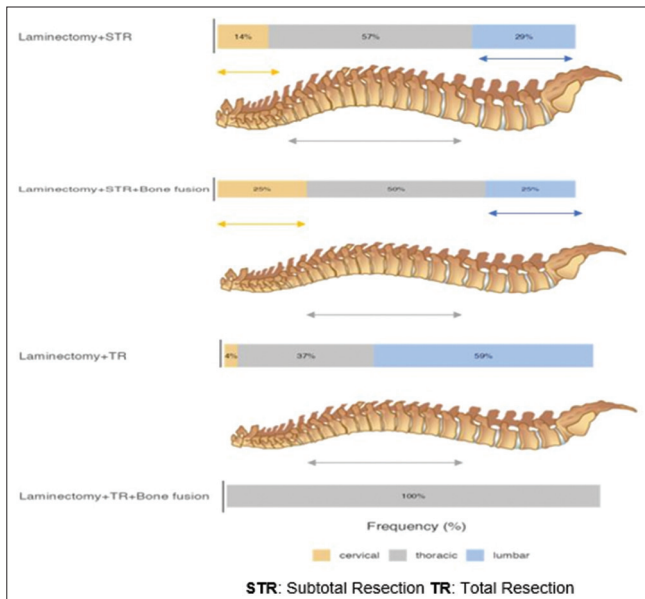 Laminectomy+STR
14% 57% 29%
Laminectomy+STR+Bone fusion
25% 50% 25%
Laminectomy+TR
4% 37% 59%
Laminectomy+TR+Bone fusion
100%
Frequency (%)
cervical thoracic lumbar
STR: Subtotal Resection TR: Total Resection